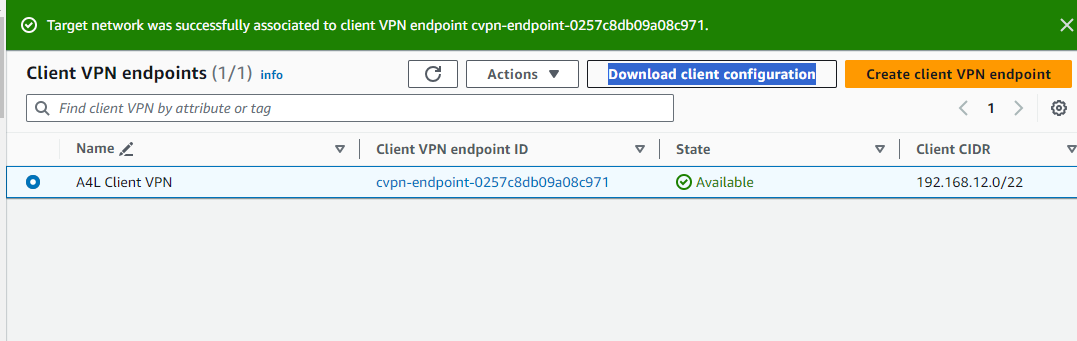 Target network was successfully associated to client VPN endpoint cvpn-endpoint-0257c8db09a08c971.
Client VPN endpoints (1/1) info Actions Download client configuration Create client VPN endpoint
Find client VPN by attribute or tag 1
Name Client VPN endpoint ID State Client CIDR
A4L Client VPN cvpn-endpoint-0257c8db09a08c971 Available 192.168.12.0/22